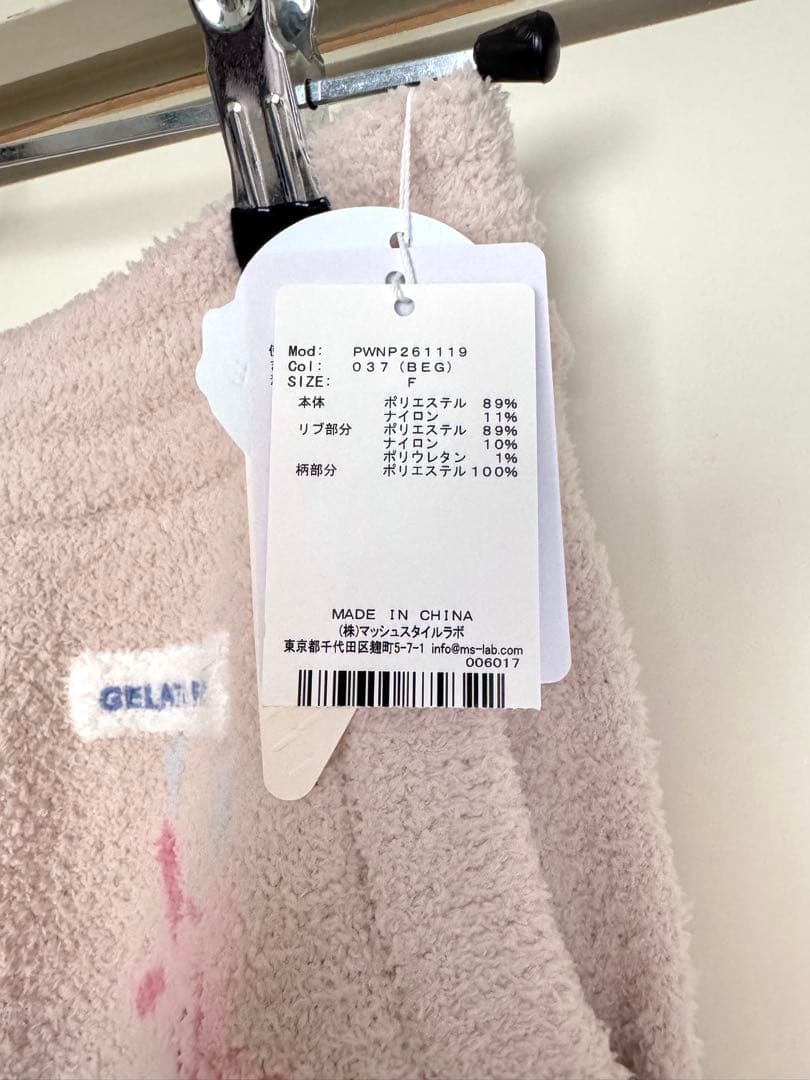 Mod: PWNP261119
Col: 037(BEG)
SIZE: F
本体 ポリエステル 89%
ナイロン 11%
リブ部分 ポリエステル 89%
ナイロン 10%
ポリウレタン 1%
柄部分 ポリエステル 100%
MADE IN CHINA
(株)マッシュスタイルラボ
東京都千代田区麹町5-7-1 info@ms-lab.com
006017